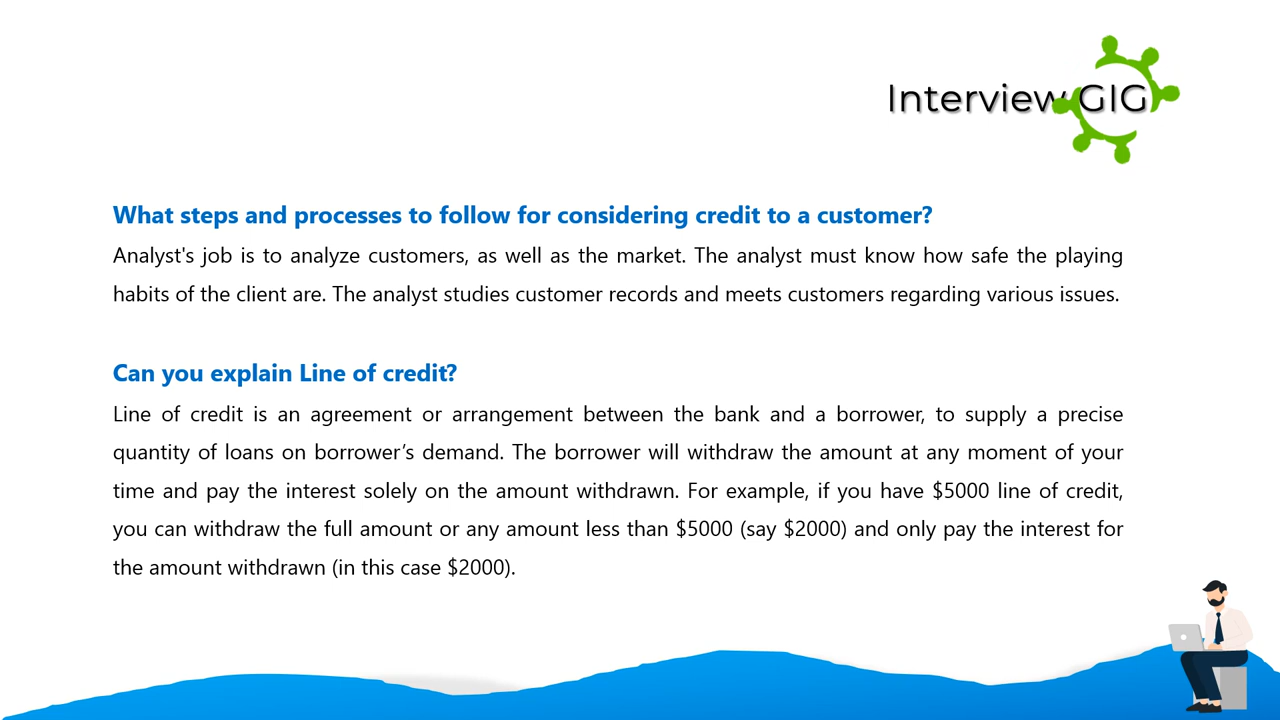 Interview GIG
What steps and processes to follow for considering credit to a customer?
Analyst's job is to analyze customers, as well as the market. The analyst must know how safe the playing
habits of the client are. The analyst studies customer records and meets customers regarding various issues.
Can you explain Line of credit?
Line of credit is an agreement or arrangement between the bank and a borrower, to supply a precise
quantity of loans on borrower’s demand. The borrower will withdraw the amount at any moment of your
time and pay the interest solely on the amount withdrawn. For example, if you have $5000 line of credit,
you can withdraw the full amount or any amount less than $5000 (say $2000) and only pay the interest for
the amount withdrawn (in this case $2000).